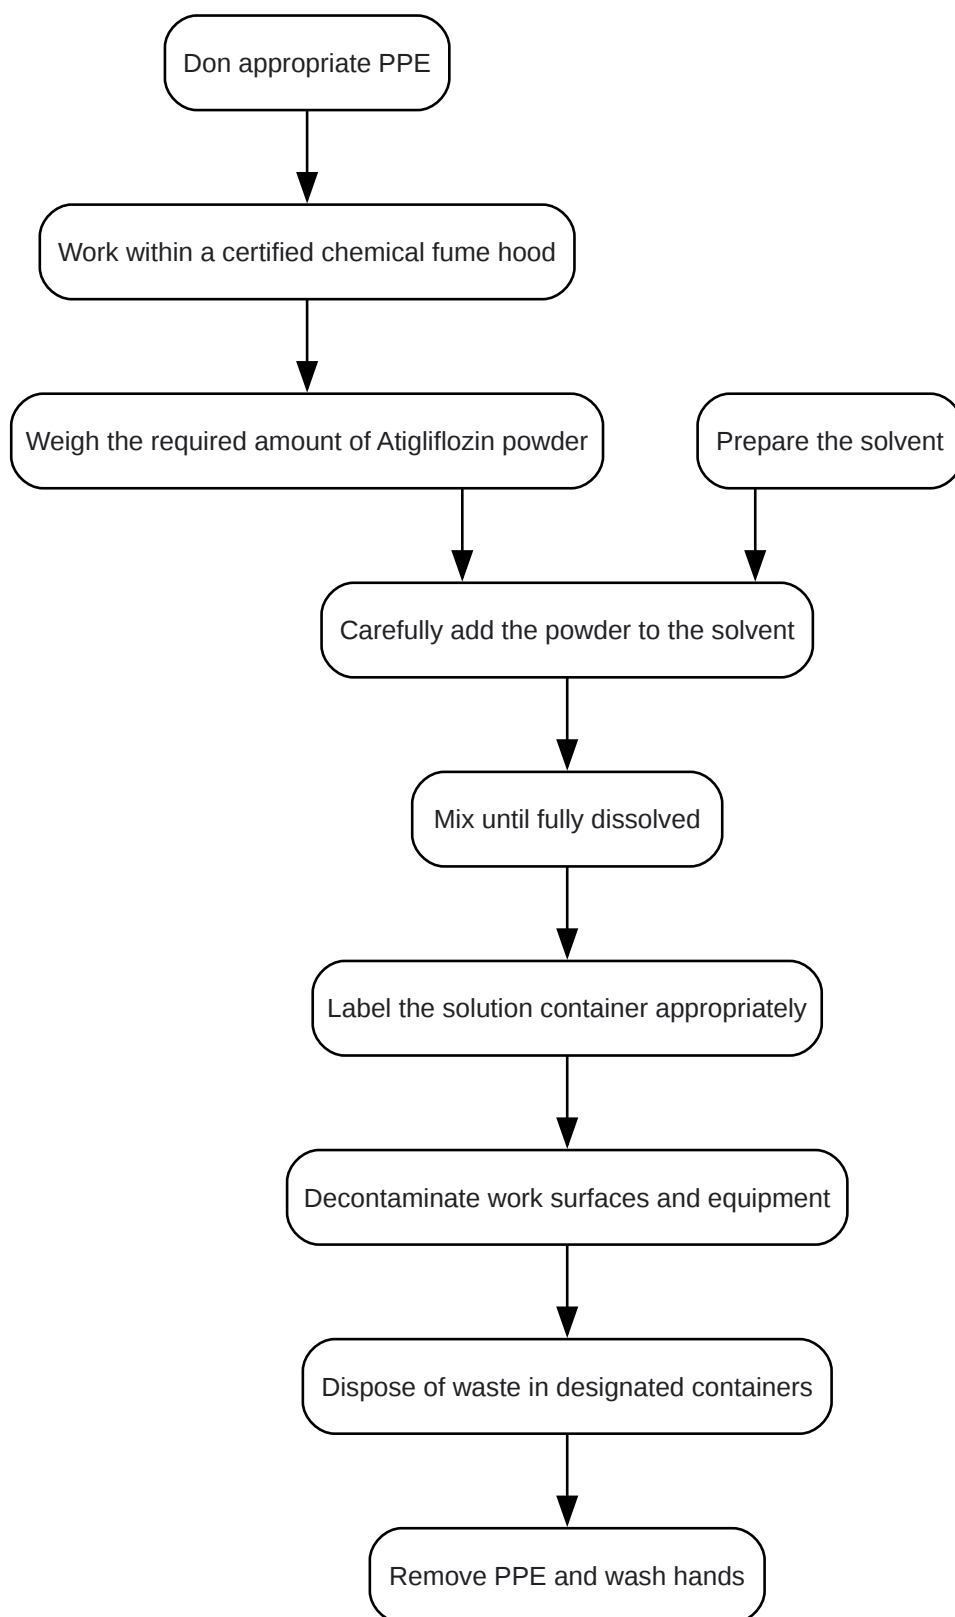 Don appropriate PPE
Work within a certified chemical fume hood
Weigh the required amount of Atigliflozin powder
Prepare the solvent
Carefully add the powder to the solvent
Mix until fully dissolved
Label the solution container appropriately
Decontaminate work surfaces and equipment
Dispose of waste in designated containers
Remove PPE and wash hands